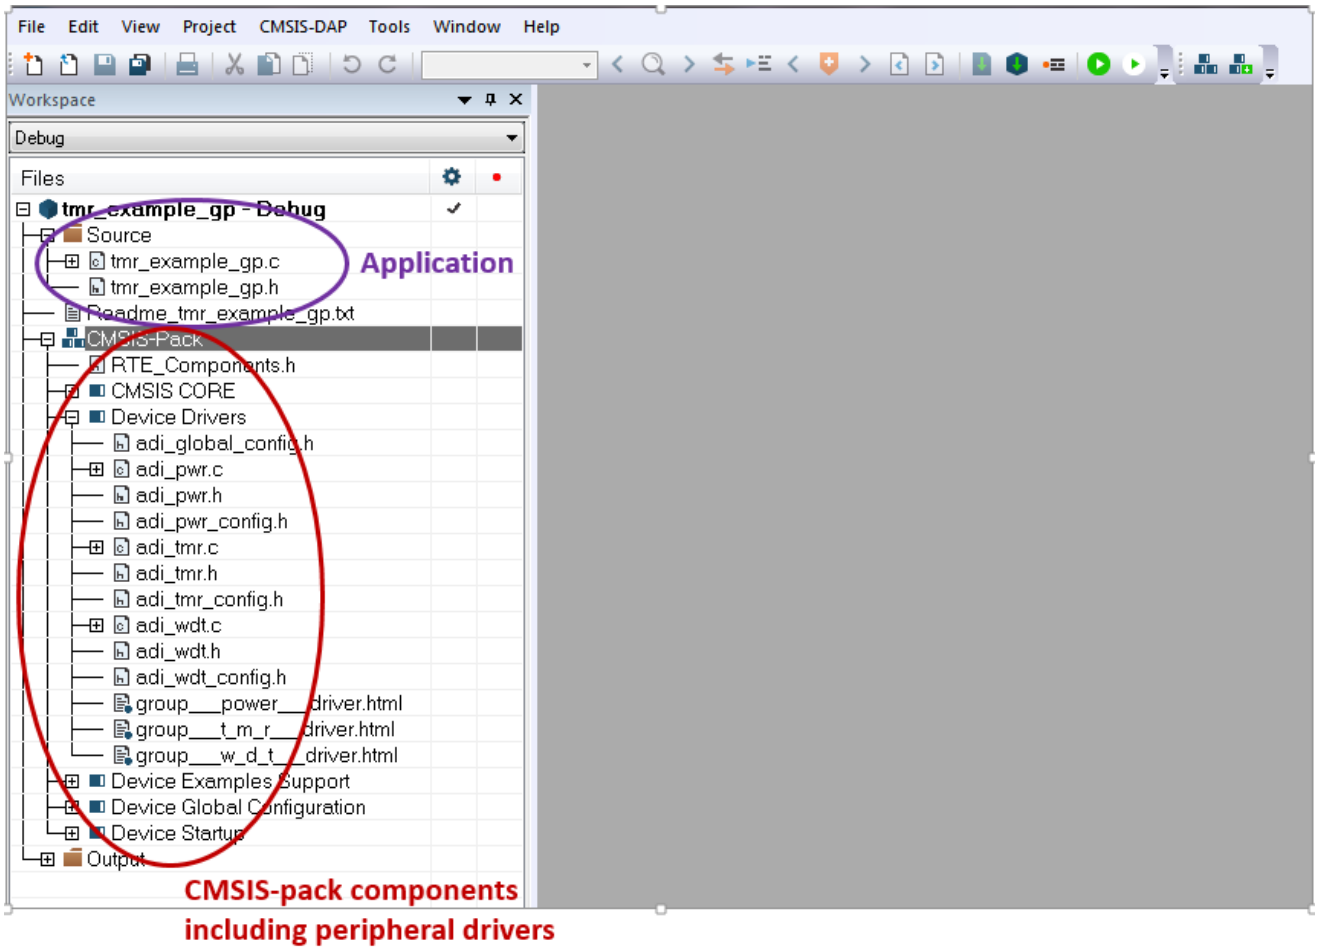 File Edit View Project CMSIS-DAP Tools Window Help
Workspace
Debug
Files
tmr_example_gp - Debug
Source
tmr_example_gp.c
Application
tmr_example_gp.h
Readme_tmr_example_gp.txt
CMSIS-Pack
RTE_Components.h
CMSIS CORE
Device Drivers
adi_global_config.h
adi_pwr.c
adi_pwr.h
adi_pwr_config.h
adi_tmr.c
adi_tmr.h
adi_tmr_config.h
adi_wdt.c
adi_wdt.h
adi_wdt_config.h
group___power___driver.html
group___t_m_r___driver.html
group___w_d_t___driver.html
Device Examples Support
Device Global Configuration
Device Startup
Output
CMSIS-pack components
including peripheral drivers